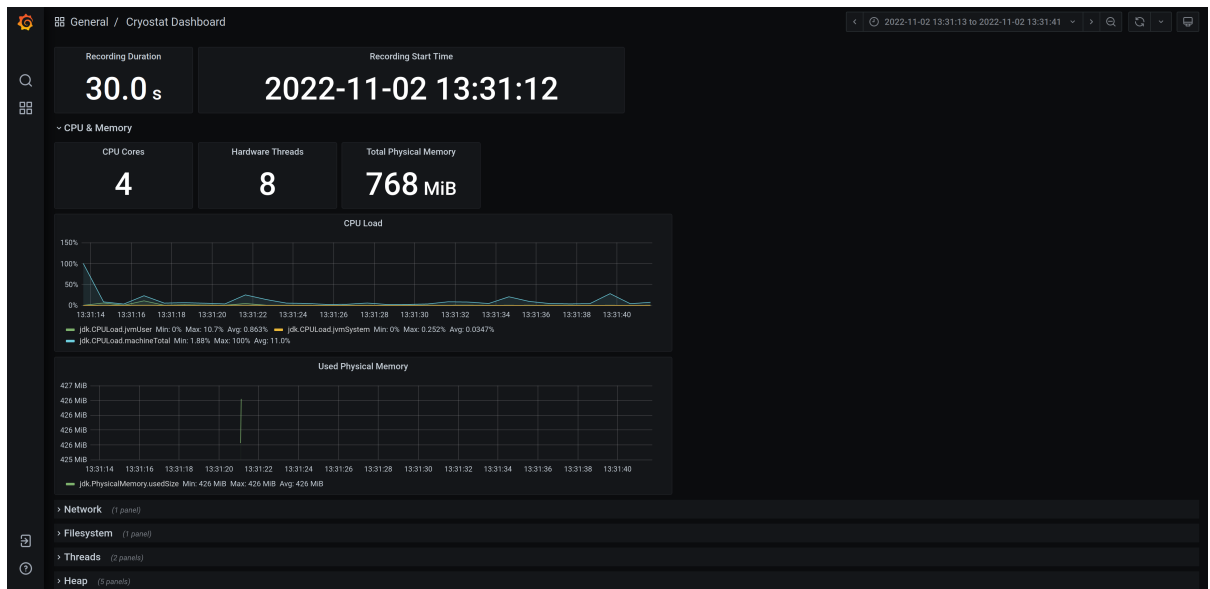 General / Cryostat Dashboard
2022-11-02 13:31:13 to 2022-11-02 13:31:41
Recording Duration
30.0 s
Recording Start Time
2022-11-02 13:31:12
CPU & Memory
CPU Cores
4
Hardware Threads
8
Total Physical Memory
768 MiB
CPU Load
150%
100%
50%
0%
13:31:14 13:31:16 13:31:18 13:31:20 13:31:22 13:31:24 13:31:26 13:31:28 13:31:30 13:31:32 13:31:34 13:31:36 13:31:38 13:31:40
jdk.CPULoad.jvmUser Min: 0% Max: 10.7% Avg: 0.863% jdk.CPULoad.jvmSystem Min: 0% Max: 0.252% Avg: 0.0347%
jdk.CPULoad.machineTotal Min: 1.88% Max: 100% Avg: 11.0%
Used Physical Memory
427 MiB
426 MiB
426 MiB
426 MiB
426 MiB
425 MiB
13:31:14 13:31:16 13:31:18 13:31:20 13:31:22 13:31:24 13:31:26 13:31:28 13:31:30 13:31:32 13:31:34 13:31:36 13:31:38 13:31:40
jdk.PhysicalMemory.usedSize Min: 426 MiB Max: 426 MiB Avg: 426 MiB
Network (1 panel)
Filesystem (1 panel)
Threads (2 panels)
Heap (5 panels)